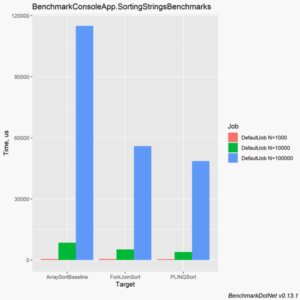 BenchmarkConsoleApp.SortingStringsBenchmarks
120000
90000
60000
30000
0
Time, us
ArraySortBaseline
ForkJoinSort
PLINQSort
Target
Job
DefaultJob N=1000
DefaultJob N=10000
DefaultJob N=100000
BenchmarkDotNet v0.13.1